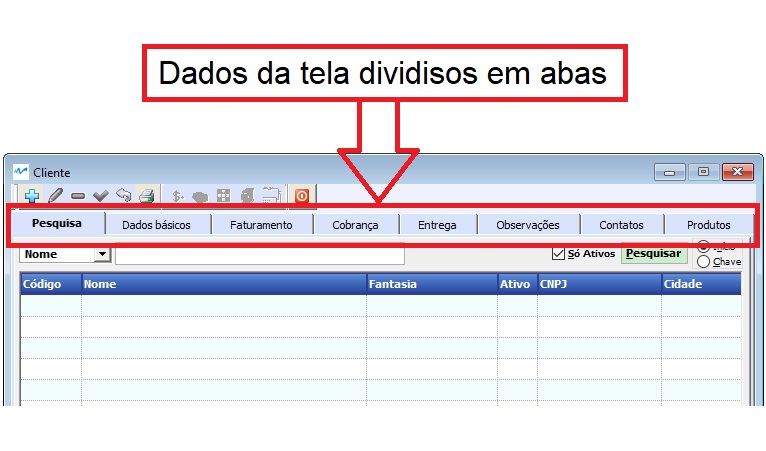 Dados da tela dividisos em abas
Cliente
Pesquisa Dados básicos Faturamento Cobrança Entrega Observações Contatos Produtos
Nome Só Ativos Pesquisar Início
Chave
Código Nome Fantasia Ativo CNPJ Cidade